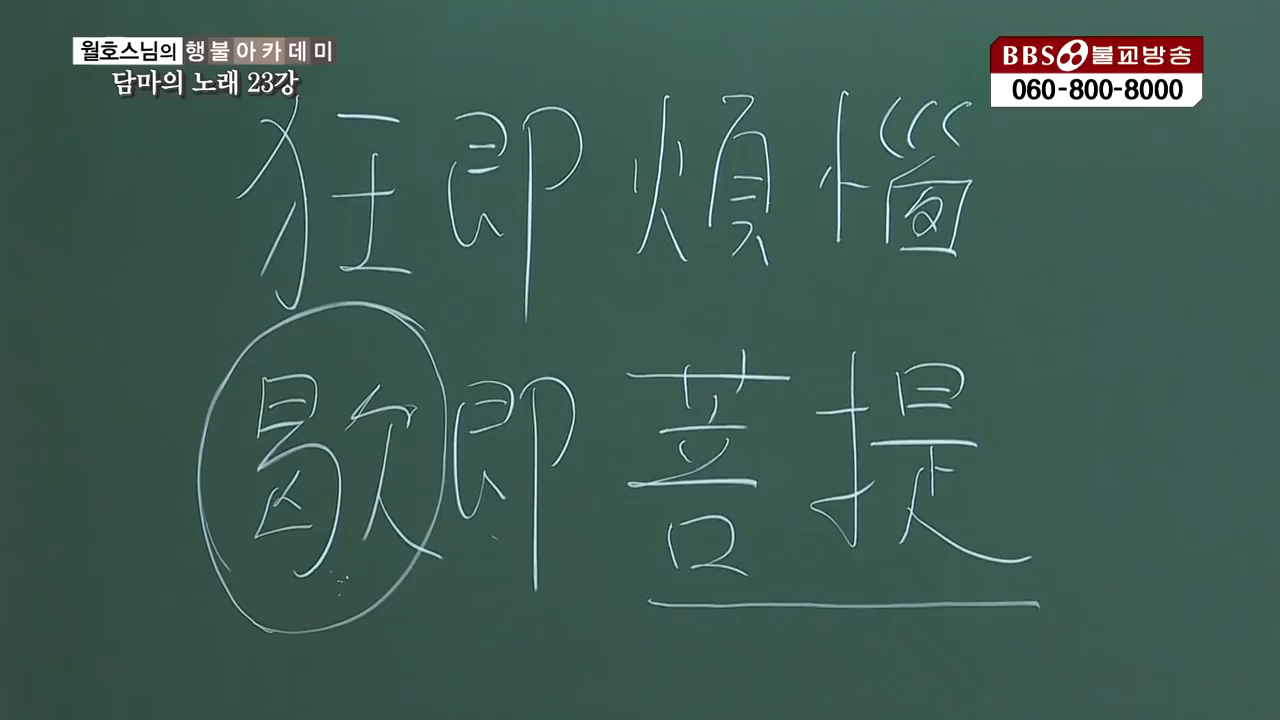 월호스님의 행불아카데미
담마의 노래 23강
BBS 불교방송
060-800-8000
狂即煩惱
歇即菩提